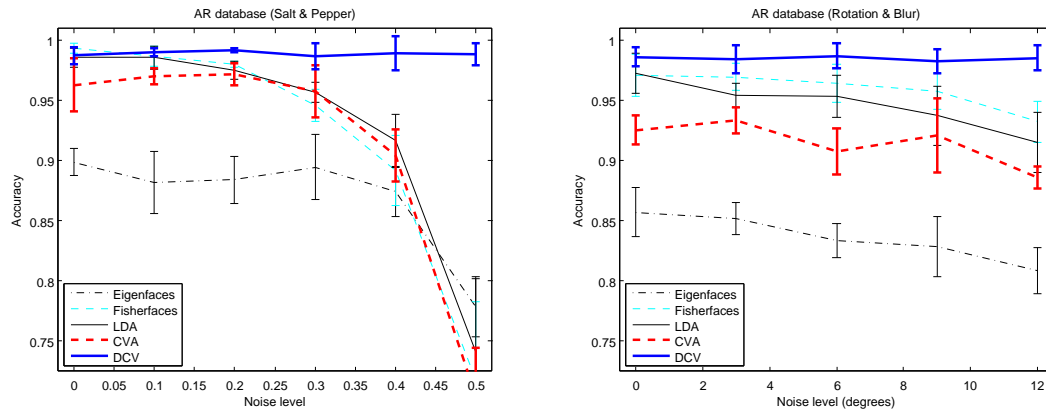 AR database (Salt & Pepper)
1
0.95
0.9
0.85
0.8
0.75
Accuracy
Eigenfaces
Fisherfaces
LDA
CVA
DCV
0 0.05 0.1 0.15 0.2 0.25 0.3 0.35 0.4 0.45 0.5
Noise level
AR database (Rotation & Blur)
1
0.95
0.9
0.85
0.8
0.75
Accuracy
Eigenfaces
Fisherfaces
LDA
CVA
DCV
0 2 4 6 8 10 12
Noise level (degrees)